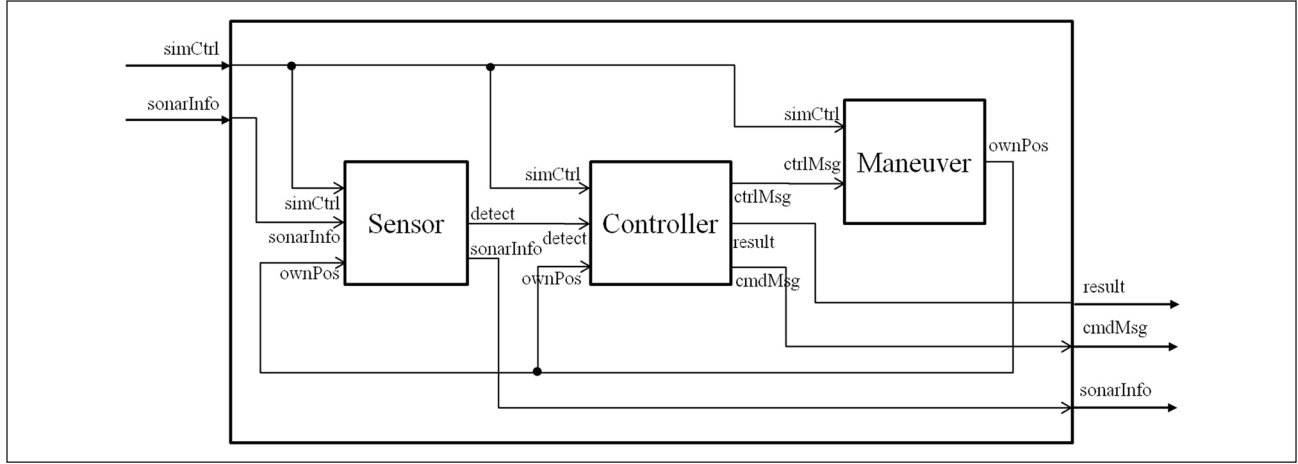 simCtrl
sonarInfo
simCtrl
ownPos
Maneuver
ctrlMsg
simCtrl
ctrlMsg
simCtrl
detect
Sensor
Controller
sonarInfo
detect
result
sonarInfo
ownPos
ownPos
cmdMsg
result
cmdMsg
sonarInfo